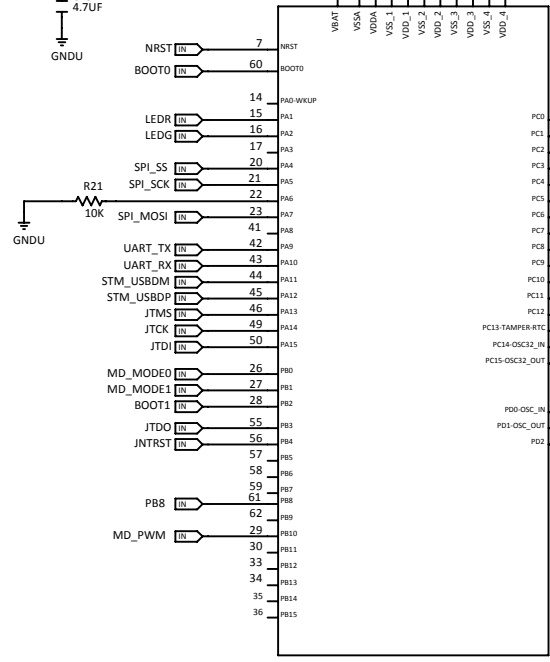 4.7UF
GNDU
VBAT
VSSA
VDDA
VSS_1
VDD_1
VSS_2
VDD_2
VSS_3
VDD_3
VSS_4
VDD_4
NRST IN 7 NRST
BOOT0 IN 60 BOOT0
14 PA0-WKUP
LEDR IN 15 PA1 PC0
LEDG IN 16 PA2 PC1
17 PA3 PC2
SPI_SS IN 20 PA4 PC3
SPI_SCK IN 21 PA5 PC4
R21
10K
GNDU
22 PA6 PC5
SPI_MOSI IN 23 PA7 PC6
41 PA8 PC7
UART_TX IN 42 PA9 PC8
UART_RX IN 43 PA10 PC9
STM_USBDM IN 44 PA11 PC10
STM_USBDP IN 45 PA12 PC11
JTMS IN 46 PA13 PC12
JTCK IN 49 PA14 PC13-TAMPER-RTC
JTDI IN 50 PA15 PC14-OSC32_IN
PC15-OSC32_OUT
MD_MODE0 IN 26 PB0
MD_MODE1 IN 27 PB1
BOOT1 IN 28 PB2 PD0-OSC_IN
JTDO IN 55 PB3 PD1-OSC_OUT
JNTRST IN 56 PB4 PD2
57 PB5
58 PB6
59 PB7
PB8 IN 61 PB8
62 PB9
MD_PWM IN 29 PB10
30 PB11
33 PB12
34 PB13
35 PB14
36 PB15